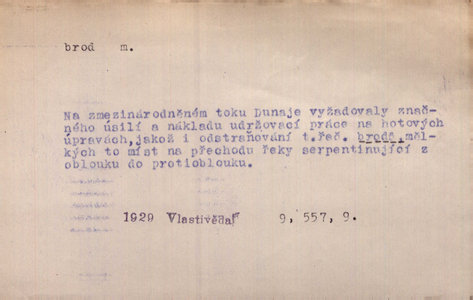 brod m.
Na zmezinárodněném toku Dunaje vyžadovaly znač-
ného úsilí a nákladu udržovací práce na hotových
úpravách, jakož i odstraňování t.řeč. brodů, měl-
kých to míst na přechodu řeky serpentinující z
oblouku do protioblouku.
1929 Vlastivěda 9, 557, 9.